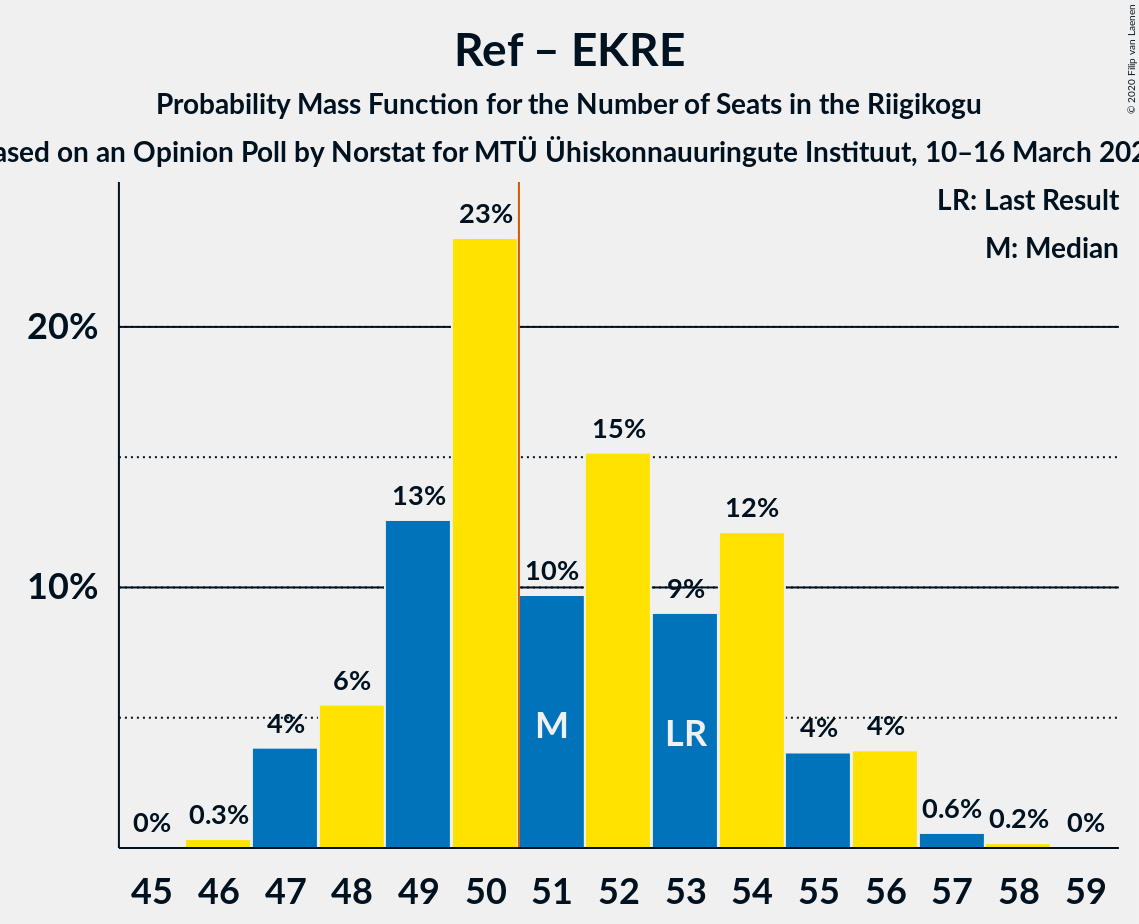 Ref – EKRE
Probability Mass Function for the Number of Seats in the Riigikogu
ased on an Opinion Poll by Norstat for MTÜ Ühiskonnauuringute Instituut, 10–16 March 202
© 2020 Filip van Laenen
LR: Last Result
M: Median
20%
10%
0% 0.3% 4% 6% 13% 23% 10% 15% 9% 12% 4% 4% 0.6% 0.2% 0%
M LR
45 46 47 48 49 50 51 52 53 54 55 56 57 58 59